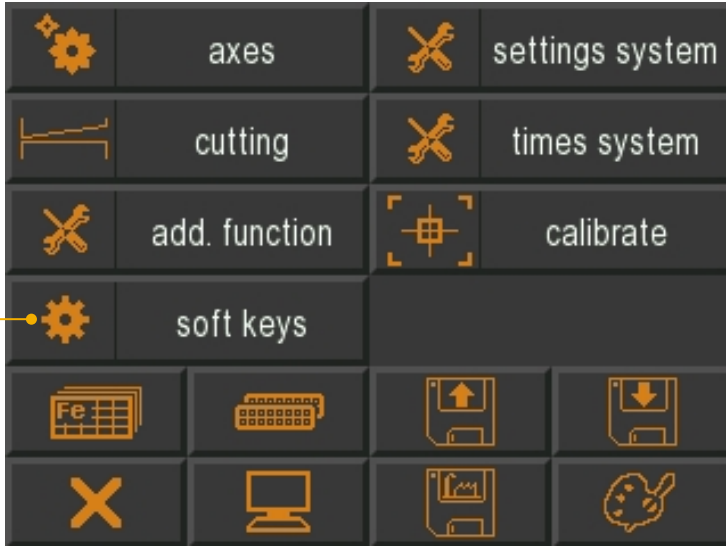 axes
settings system
cutting
times system
add. function
calibrate
soft keys
Fe